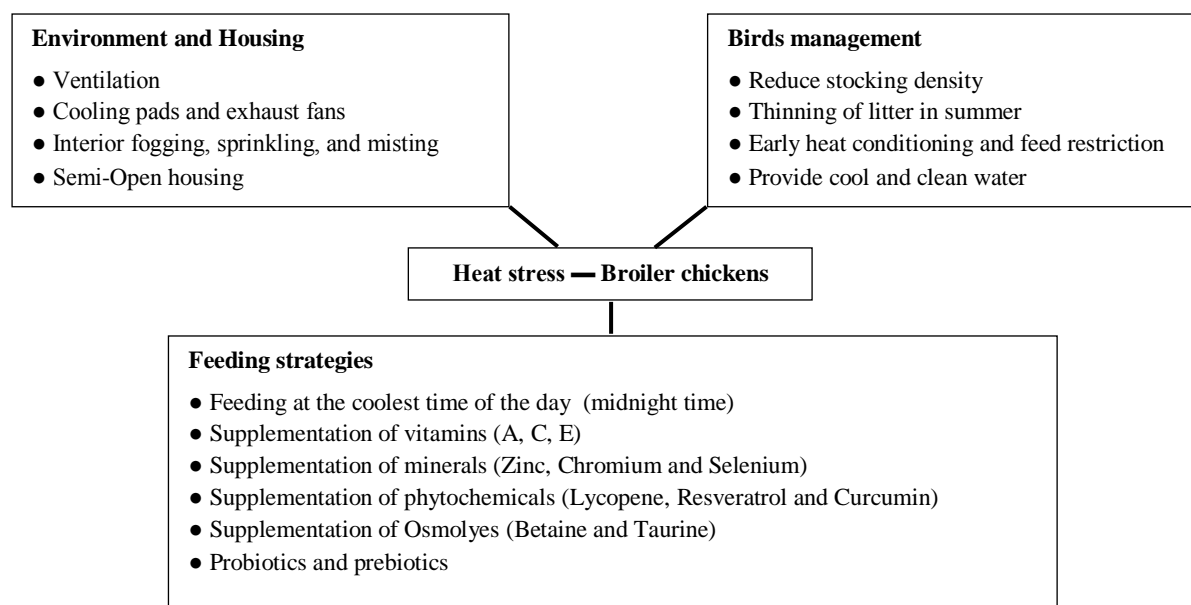 Environment and Housing
● Ventilation
● Cooling pads and exhaust fans
● Interior fogging, sprinkling, and misting
● Semi-Open housing
Birds management
● Reduce stocking density
● Thinning of litter in summer
● Early heat conditioning and feed restriction
● Provide cool and clean water
Heat stress — Broiler chickens
Feeding strategies
● Feeding at the coolest time of the day (midnight time)
● Supplementation of vitamins (A, C, E)
● Supplementation of minerals (Zinc, Chromium and Selenium)
● Supplementation of phytochemicals (Lycopene, Resveratrol and Curcumin)
● Supplementation of Osmolyes (Betaine and Taurine)
● Probiotics and prebiotics